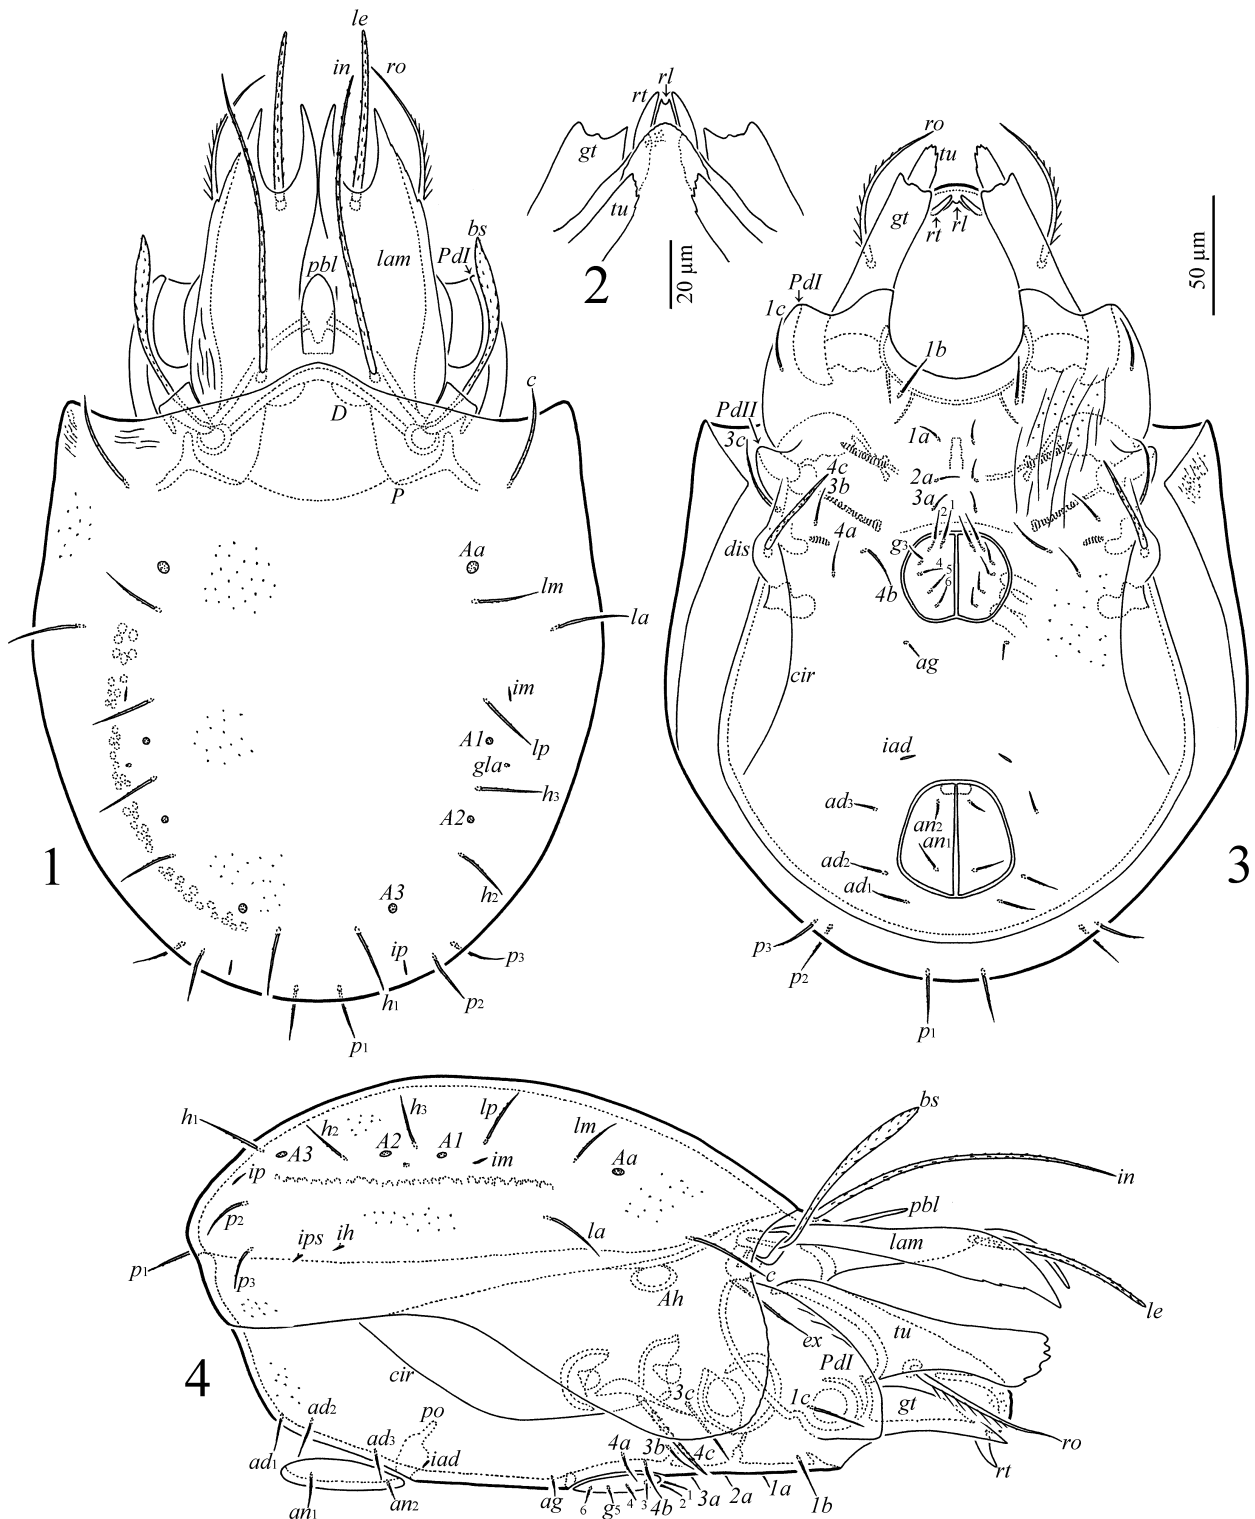 le
in
ro
bs
PdI
pbl
lam
c
D
P
Aa
lm
la
im
A1
lp
gla
h3
A2
h2
A3
ip
p3
p2
h1
p1
1
rl
rt
gt
tu
2
20 µm
ro
tu
gt
rt
rl
PdI
1c
1b
PdII
3c
1a
4c
2a
3b
3a
2 1
4a
g3
dis
4
5
6
4b
ag
cir
iad
ad3
an2
an1
ad2
ad1
p3
p2
p1
3
50 µm
bs
h1
h2
h3
lp
lm
A3
A2
A1
im
Aa
in
ip
pbl
p2
ips
ih
la
lam
p1
p3
c
Ah
le
ex
tu
4
PdI
cir
3c
1c
gt
ad2
po
ro
ad3
iad
4a
3b
4c
ad1
rt
an1
an2
ag
6
g5
4
3
4b
2
1
3a
2a
1a
1b